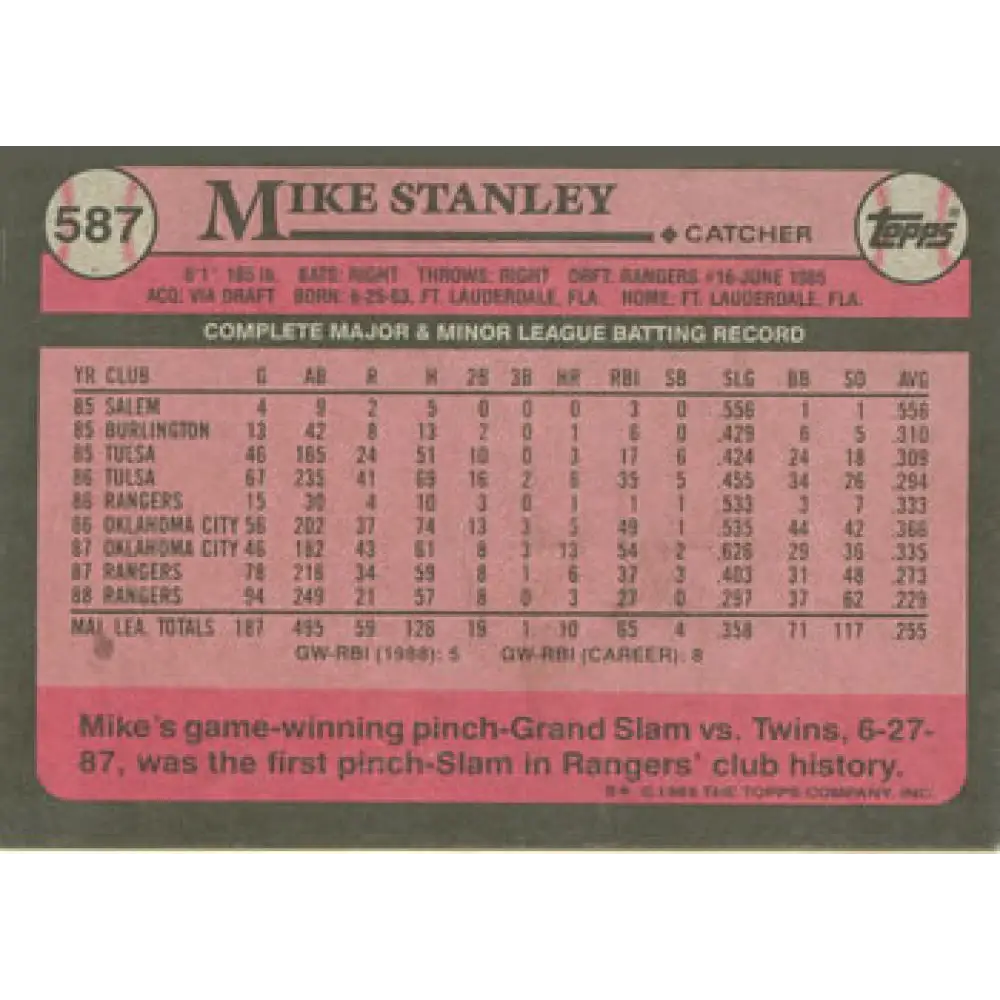 587
MIKE STANLEY
CATCHER
topps®
6'1" 185 lb. BATS: RIGHT THROWS: RIGHT DRFT: RANGERS #16-JUNE 1985
ACQ: VIA DRAFT BORN: 6-25-63, FT. LAUDERDALE, FLA. HOME: FT. LAUDERDALE, FLA.
COMPLETE MAJOR & MINOR LEAGUE BATTING RECORD
YR CLUB G AB R H 2B 3B HR RBI SB SLG BB SO AVG
85 SALEM 4 9 2 5 0 0 0 3 0 .556 1 1 .556
85 BURLINGTON 13 42 8 13 2 0 1 6 0 .429 6 5 .310
85 TULSA 46 165 24 51 10 0 3 17 6 .424 24 18 .309
86 TULSA 67 235 41 69 16 2 6 35 5 .455 34 26 .294
86 RANGERS 15 30 4 10 3 0 1 1 1 .533 3 7 .333
86 OKLAHOMA CITY 56 202 37 74 13 3 5 49 1 .535 44 42 .366
87 OKLAHOMA CITY 46 182 43 61 8 3 13 54 2 .626 29 36 .335
87 RANGERS 78 216 34 59 8 1 6 37 3 .403 31 48 .273
88 RANGERS 94 249 21 57 8 0 3 27 0 .297 37 62 .229
MAJ. LEA. TOTALS 187 495 59 126 19 1 10 65 4 .358 71 117 .255
GW-RBI (1988): 5 GW-RBI (CAREER): 8
Mike's game-winning pinch-Grand Slam vs. Twins, 6-27-
87, was the first pinch-Slam in Rangers' club history.
©1989 THE TOPPS COMPANY, INC.